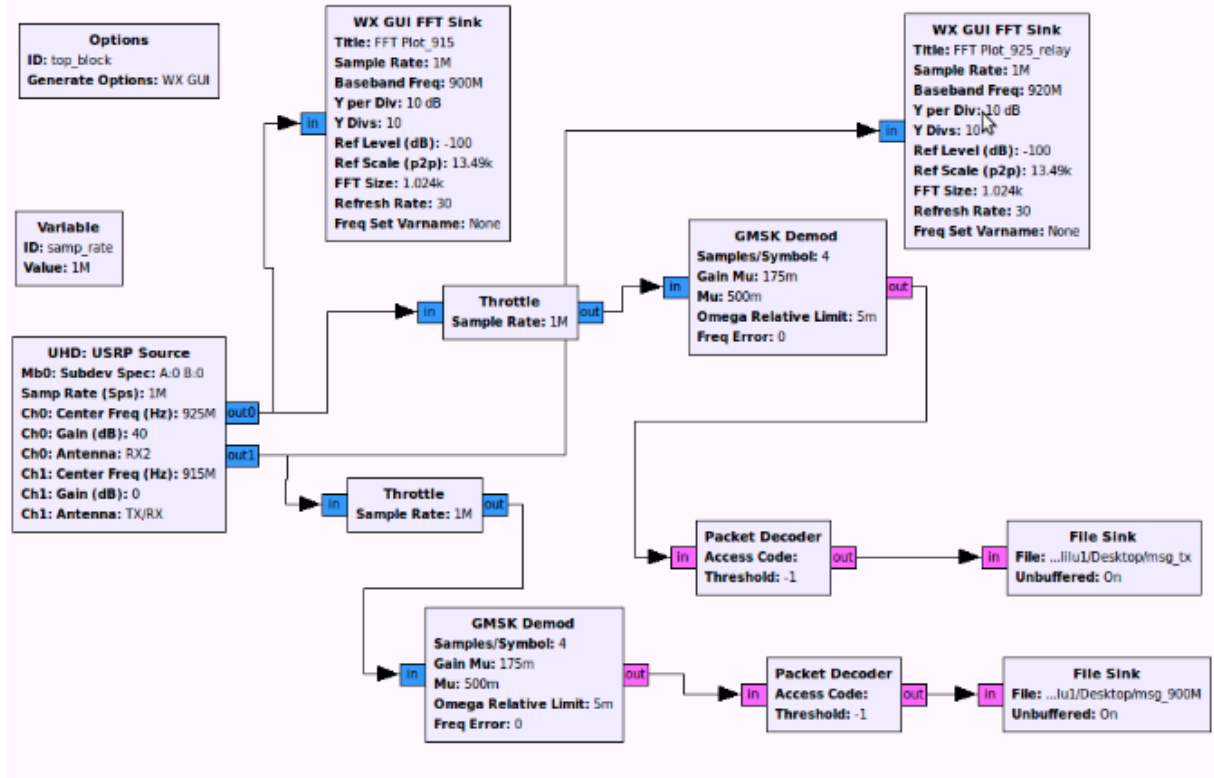 Options
ID: top_block
Generate Options: WX GUI
WX GUI FFT Sink
Title: FFT Plot_915
Sample Rate: 1M
Baseband Freq: 900M
Y per Div: 10 dB
Y Divs: 10
Ref Level (dB): -100
Ref Scale (p2p): 13.49k
FFT Size: 1.024k
Refresh Rate: 30
Freq Set Varname: None
in
WX GUI FFT Sink
Title: FFT Plot_925_relay
Sample Rate: 1M
Baseband Freq: 920M
Y per Div: 10 dB
Y Divs: 10
Ref Level (dB): -100
Ref Scale (p2p): 13.49k
FFT Size: 1.024k
Refresh Rate: 30
Freq Set Varname: None
in
Variable
ID: samp_rate
Value: 1M
GMSK Demod
Samples/Symbol: 4
Gain Mu: 175m
Mu: 500m
Omega Relative Limit: 5m
Freq Error: 0
in
out
Throttle
Sample Rate: 1M
in
out
UHD: USRP Source
Mb0: Subdev Spec: A:0 B:0
Samp Rate (Sps): 1M
Ch0: Center Freq (Hz): 925M
Ch0: Gain (dB): 40
Ch0: Antenna: RX2
Ch1: Center Freq (Hz): 915M
Ch1: Gain (dB): 0
Ch1: Antenna: TX/RX
out0
out1
Throttle
Sample Rate: 1M
in
out
Packet Decoder
Access Code:
Threshold: -1
in
out
File Sink
File: ...lilu1/Desktop/msg_tx
Unbuffered: On
in
GMSK Demod
Samples/Symbol: 4
Gain Mu: 175m
Mu: 500m
Omega Relative Limit: 5m
Freq Error: 0
in
out
Packet Decoder
Access Code:
Threshold: -1
in
out
File Sink
File: ...lu1/Desktop/msg_900M
Unbuffered: On
in